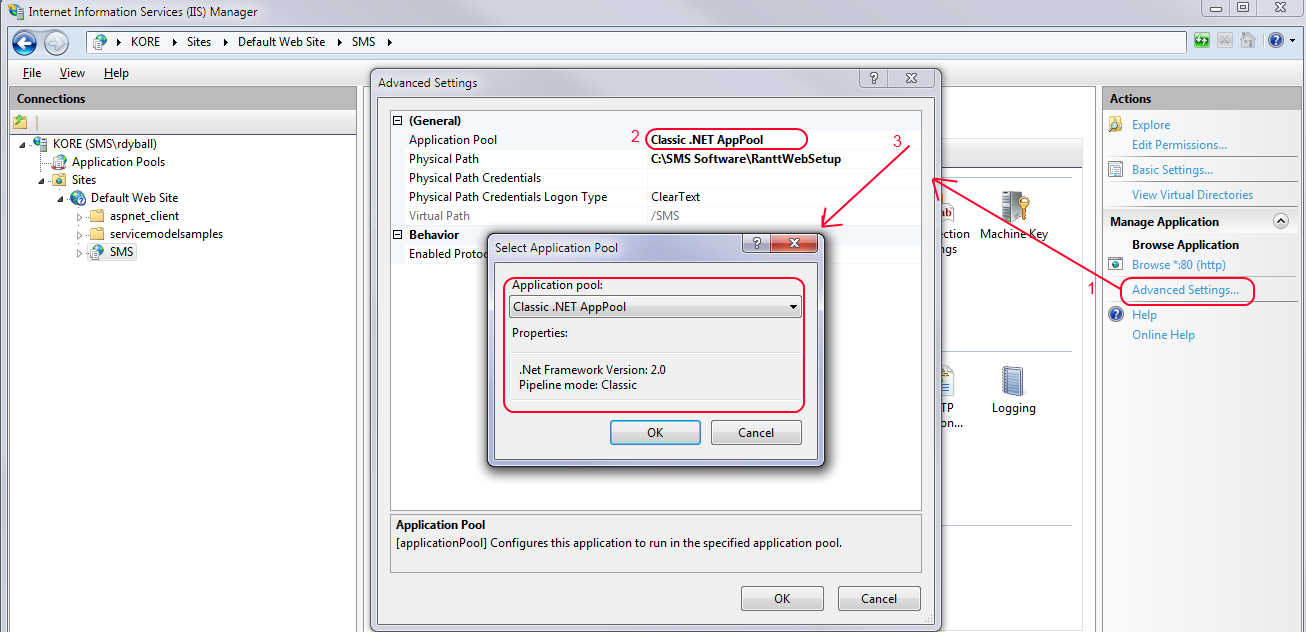 Internet Information Services (IIS) Manager
KORE Sites Default Web Site SMS
File View Help
Connections
KORE (SMS\rdyball)
Application Pools
Sites
Default Web Site
aspnet_client
servicemodelsamples
SMS
Advanced Settings
(General)
Application Pool 2 Classic .NET AppPool 3
Physical Path C:\SMS Software\RanttWebSetup
Physical Path Credentials
Physical Path Credentials Logon Type ClearText
Virtual Path /SMS
Behavior
Enabled Protoc
Select Application Pool
Application pool:
Classic .NET AppPool
Properties:
.Net Framework Version: 2.0
Pipeline mode: Classic
OK Cancel
Application Pool
[applicationPool] Configures this application to run in the specified application pool.
OK Cancel
ab
ction
ngs
Machine Key
TP
on...
Logging
Actions
Explore
Edit Permissions...
Basic Settings...
View Virtual Directories
Manage Application
Browse Application
Browse *:80 (http)
1 Advanced Settings...
Help
Online Help